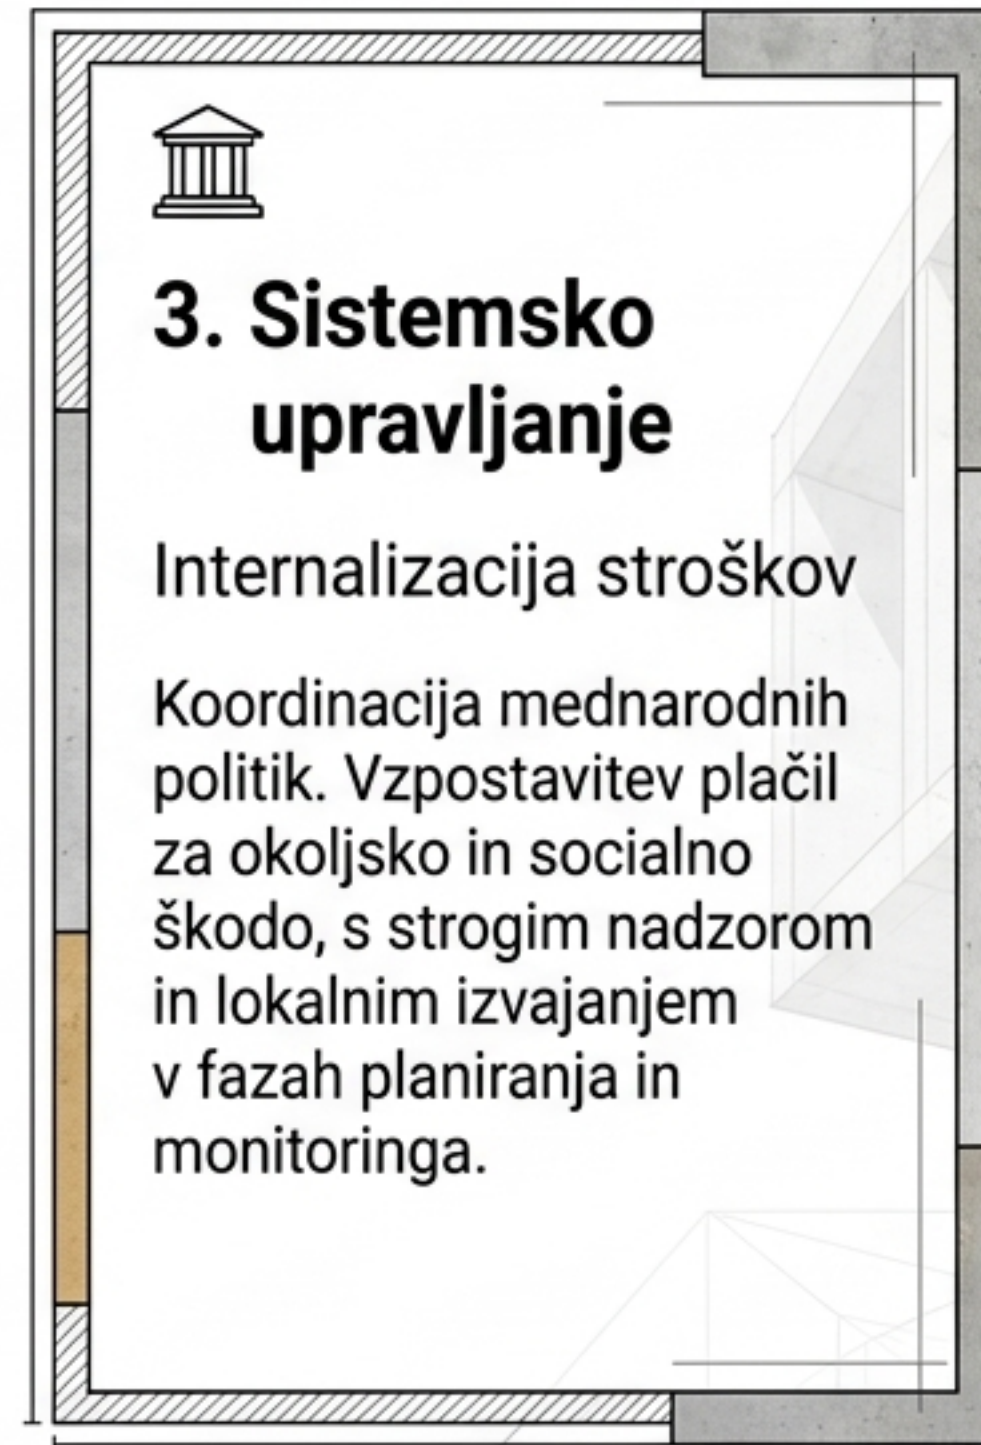 3. Sistemsko
upravljanje
Internalizacija stroškov
Koordinacija mednarodnih
politik. Vzpostavitev plačil
za okoljsko in socialno
škodo, s strogim nadzorom
in lokalnim izvajanjem
v fazah planiranja in
monitoringa.